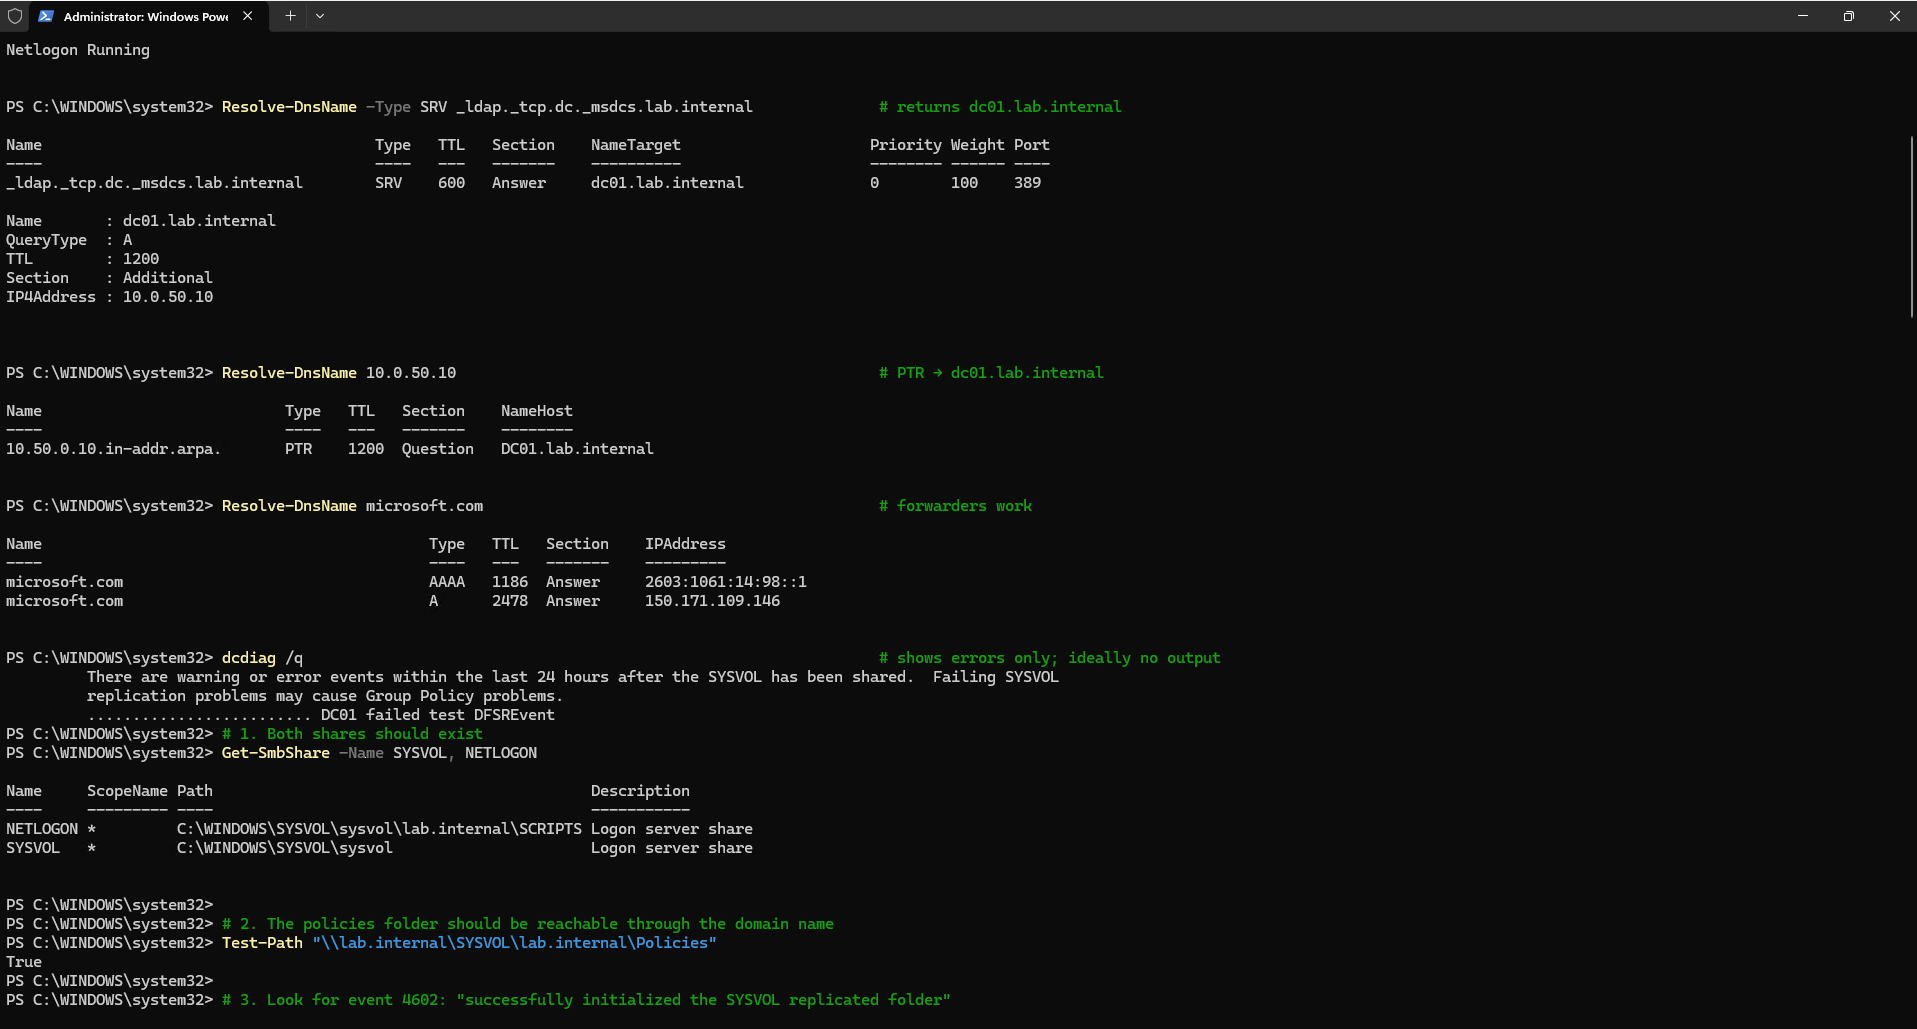 Administrator: Windows Powe
Netlogon Running
PS C:\WINDOWS\system32> Resolve-DnsName -Type SRV _ldap._tcp.dc._msdcs.lab.internal              # returns dc01.lab.internal
Name                                     Type   TTL   Section    NameTarget                     Priority Weight Port
----                                     ----   ---   -------    ----------                     -------- ------ ----
_ldap._tcp.dc._msdcs.lab.internal        SRV    600   Answer     dc01.lab.internal              0        100    389
Name       : dc01.lab.internal
QueryType  : A
TTL        : 1200
Section    : Additional
IP4Address : 10.0.50.10
PS C:\WINDOWS\system32> Resolve-DnsName 10.0.50.10                                               # PTR → dc01.lab.internal
Name                           Type   TTL   Section    NameHost
----                           ----   ---   -------    --------
10.50.0.10.in-addr.arpa.       PTR    1200  Question   DC01.lab.internal
PS C:\WINDOWS\system32> Resolve-DnsName microsoft.com                                            # forwarders work
Name                                           Type   TTL   Section    IPAddress
----                                           ----   ---   -------    ---------
microsoft.com                                  AAAA   1186  Answer     2603:1061:14:98::1
microsoft.com                                  A      2478  Answer     150.171.109.146
PS C:\WINDOWS\system32> dcdiag /q                                                                # shows errors only; ideally no output
         There are warning or error events within the last 24 hours after the SYSVOL has been shared.  Failing SYSVOL
         replication problems may cause Group Policy problems.
         ......................... DC01 failed test DFSREvent
PS C:\WINDOWS\system32> # 1. Both shares should exist
PS C:\WINDOWS\system32> Get-SmbShare -Name SYSVOL, NETLOGON
Name     ScopeName Path                                          Description
----     --------- ----                                          -----------
NETLOGON *         C:\WINDOWS\SYSVOL\sysvol\lab.internal\SCRIPTS Logon server share
SYSVOL   *         C:\WINDOWS\SYSVOL\sysvol                      Logon server share
PS C:\WINDOWS\system32>
PS C:\WINDOWS\system32> # 2. The policies folder should be reachable through the domain name
PS C:\WINDOWS\system32> Test-Path "\\lab.internal\SYSVOL\lab.internal\Policies"
True
PS C:\WINDOWS\system32>
PS C:\WINDOWS\system32> # 3. Look for event 4602: "successfully initialized the SYSVOL replicated folder"